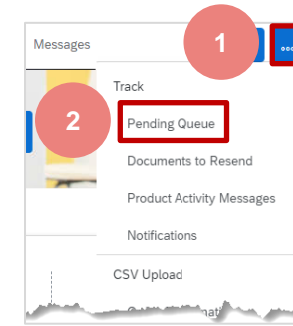 Messages
1
...
Track
2
Pending Queue
Documents to Resend
Product Activity Messages
Notifications
CSV Upload